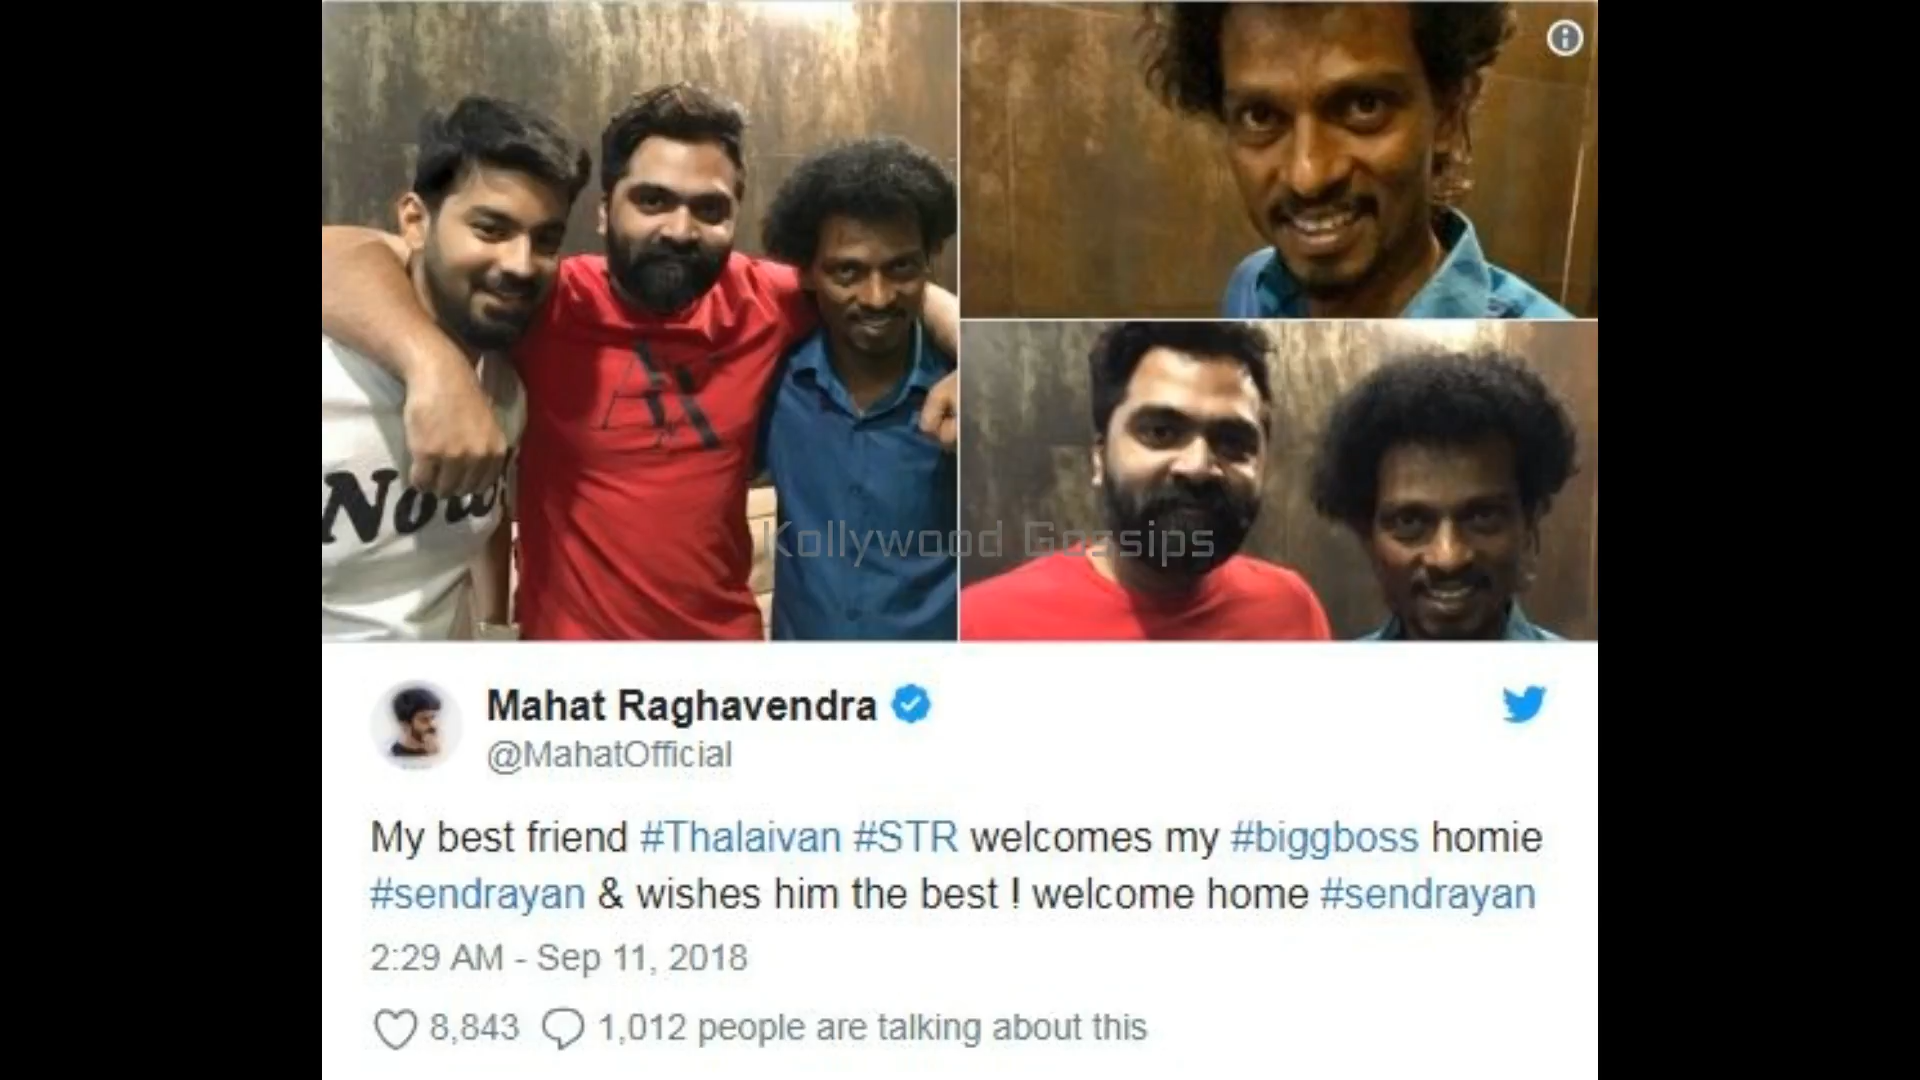 Now
AX
Kollywood Gossips
Mahat Raghavendra
@MahatOfficial
My best friend #Thalaivan #STR welcomes my #biggboss homie
#sendrayan & wishes him the best ! welcome home #sendrayan
2:29 AM - Sep 11, 2018
8,843 1,012 people are talking about this